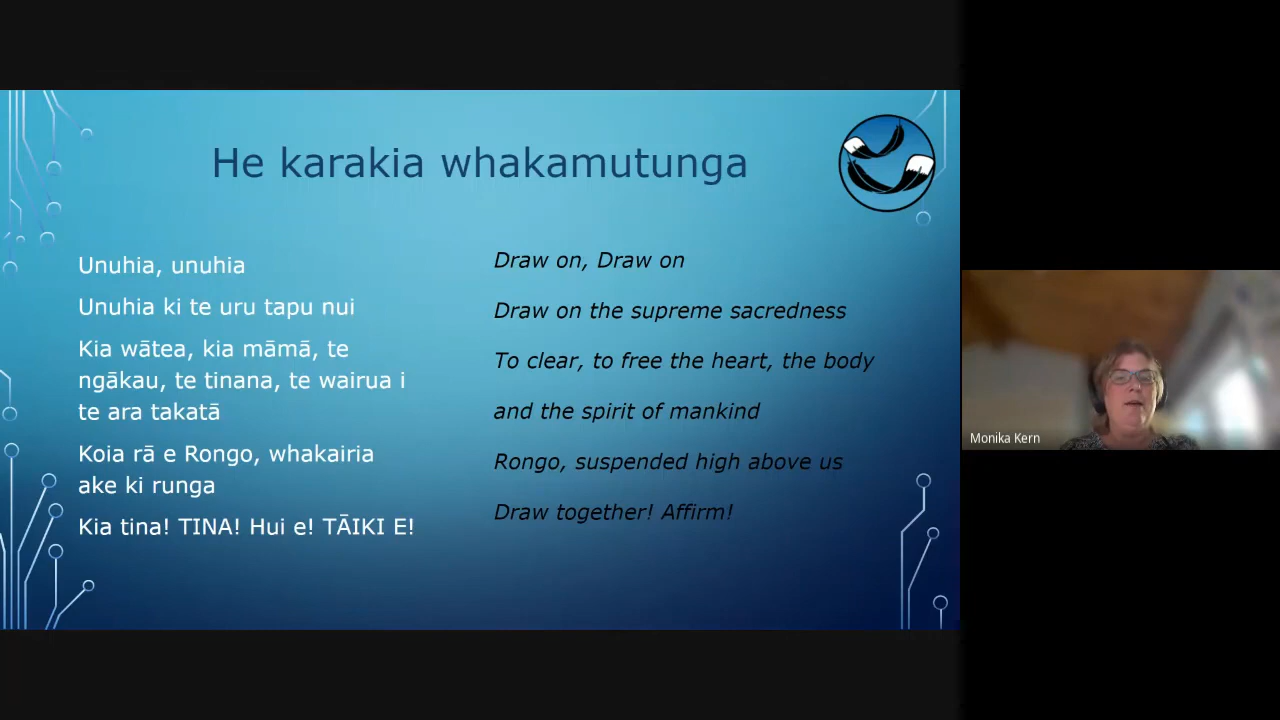 He karakia whakamutunga
Unuhia, unuhia
Unuhia ki te uru tapu nui
Kia wātea, kia māmā, te
ngākau, te tinana, te wairua i
te ara takatā
Koia rā e Rongo, whakairia
ake ki runga
Kia tina! TINA! Hui e! TĀIKI E!
Draw on, Draw on
Draw on the supreme sacredness
To clear, to free the heart, the body
and the spirit of mankind
Rongo, suspended high above us
Draw together! Affirm!
Monika Kern